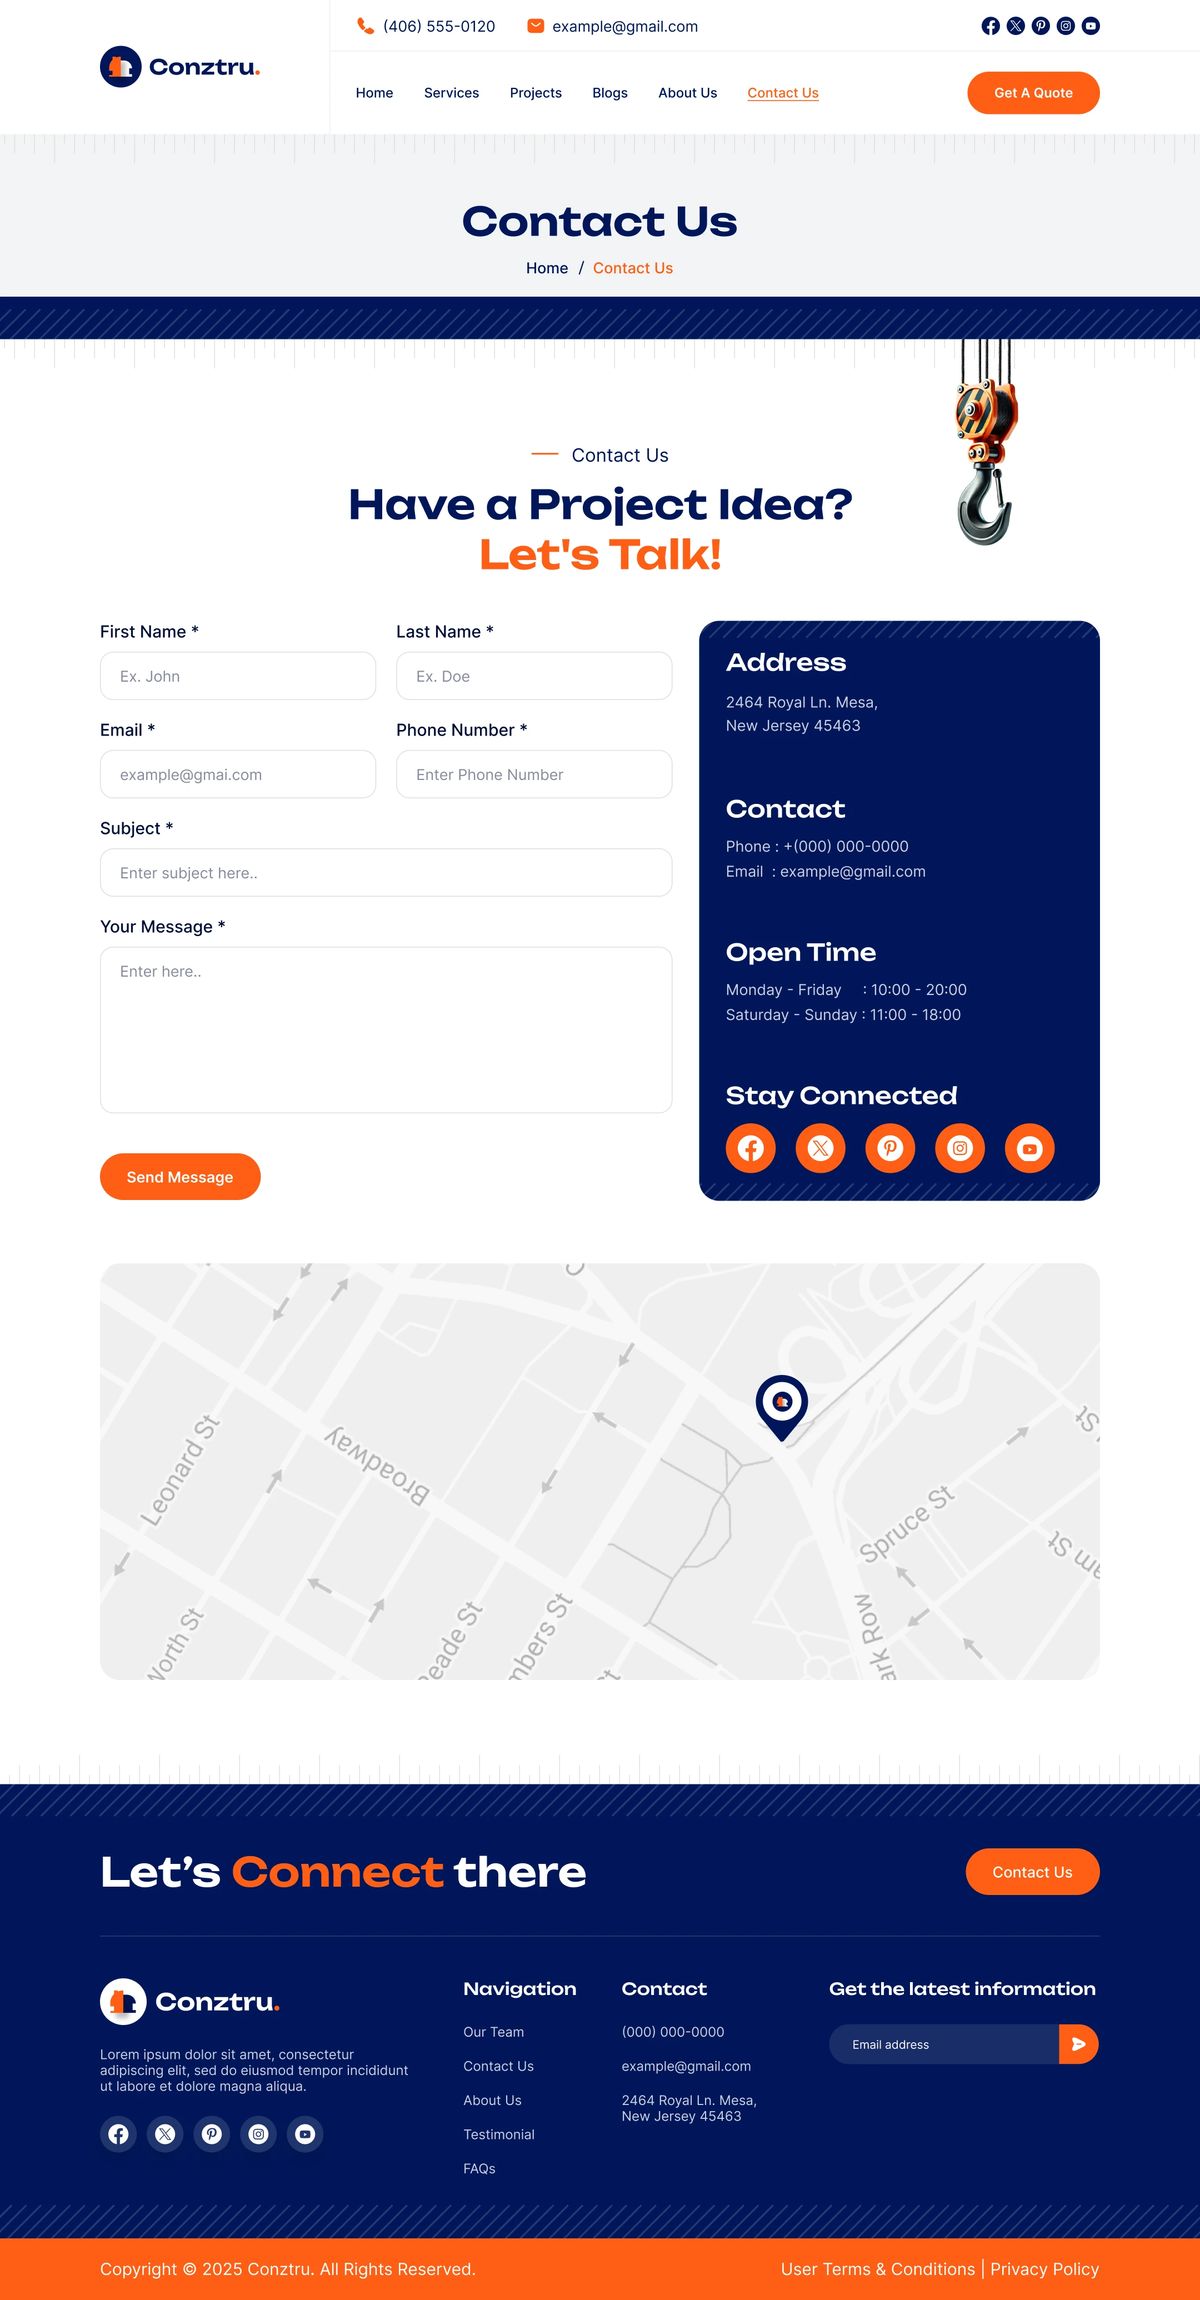 (406) 555-0120
example@gmail.com
Conztru.
Home
Services
Projects
Blogs
About Us
Contact Us
Get A Quote
Contact Us
Home / Contact Us
Contact Us
Have a Project Idea?
Let's Talk!
First Name *
Last Name *
Ex. John
Ex. Doe
Email *
Phone Number *
example@gmai.com
Enter Phone Number
Subject *
Enter subject here..
Your Message *
Enter here..
Send Message
Address
2464 Royal Ln. Mesa,
New Jersey 45463
Contact
Phone : +(000) 000-0000
Email : example@gmail.com
Open Time
Monday - Friday : 10:00 - 20:00
Saturday - Sunday : 11:00 - 18:00
Stay Connected
Leonard St
Broadway
Spruce St
Worth St
Reade St
mbers St
ark Row
am St
Let's Connect there
Contact Us
Conztru.
Lorem ipsum dolor sit amet, consectetur
adipiscing elit, sed do eiusmod tempor incididunt
ut labore et dolore magna aliqua.
Navigation
Our Team
Contact Us
About Us
Testimonial
FAQs
Contact
(000) 000-0000
example@gmail.com
2464 Royal Ln. Mesa,
New Jersey 45463
Get the latest information
Email address
Copyright © 2025 Conztru. All Rights Reserved.
User Terms & Conditions | Privacy Policy